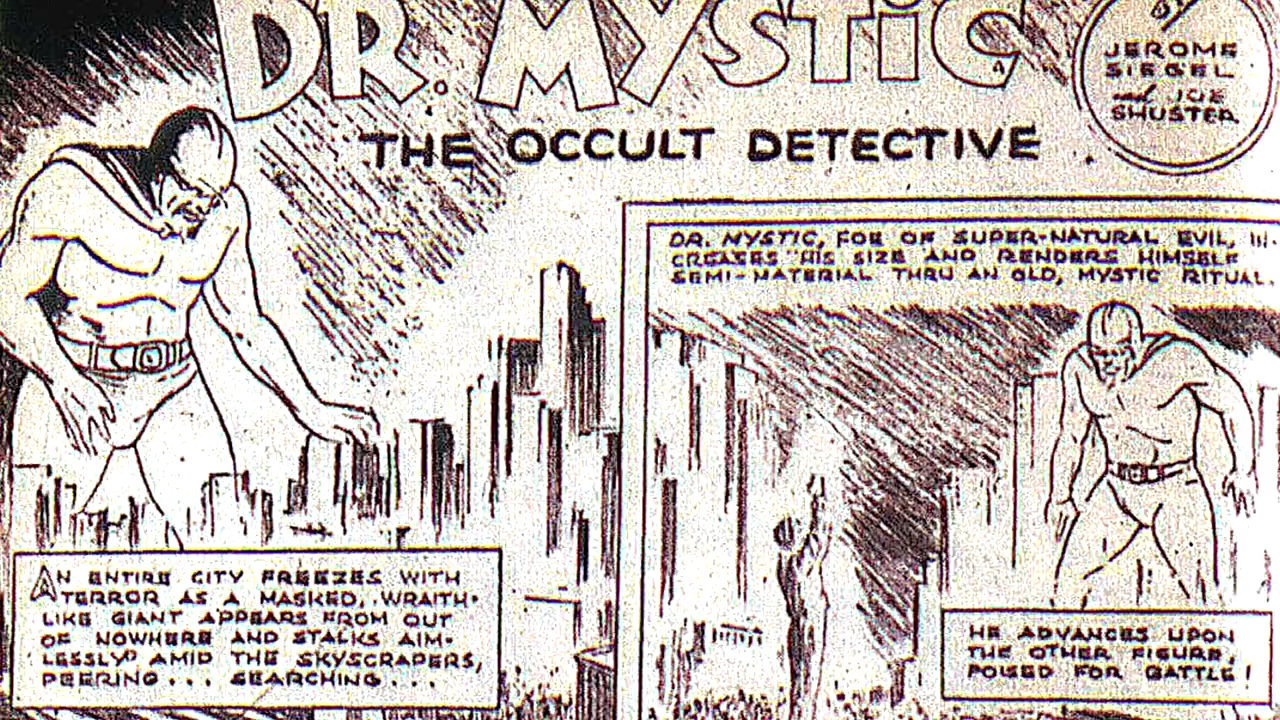 DR. MYSTIC
THE OCCULT DETECTIVE
BY
JEROME
SIEGEL
and JOE
SHUSTER
AN ENTIRE CITY FREEZES WITH
TERROR AS A MASKED, WRAITH-
LIKE GIANT APPEARS FROM OUT
OF NOWHERE AND STALKS AIM-
LESSLY AMID THE SKYSCRAPERS,
PEERING... SEARCHING...
DR. MYSTIC, FOE OF SUPER-NATURAL EVIL, IN-
CREASES HIS SIZE AND RENDERS HIMSELF
SEMI-MATERIAL THRU AN OLD, MYSTIC RITUAL.
HE ADVANCES UPON
THE OTHER FIGURE,
POISED FOR BATTLE!